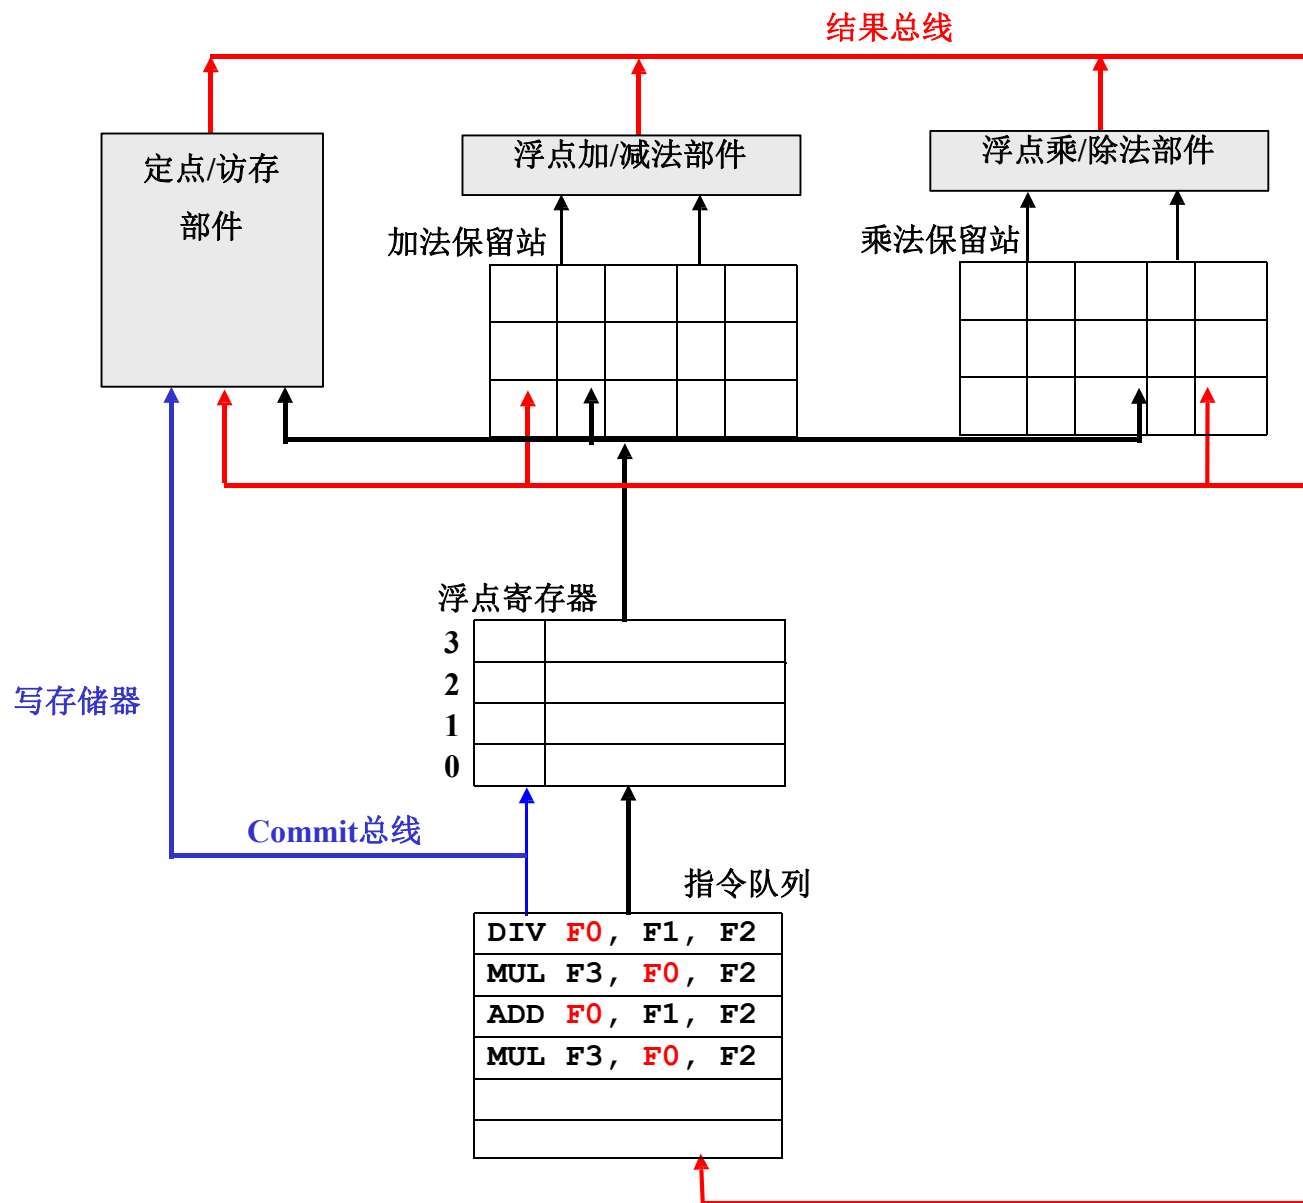 结果总线
定点/访存
部件
浮点加/减法部件
浮点乘/除法部件
加法保留站
乘法保留站
浮点寄存器
3
2
1
0
写存储器
Commit总线
指令队列
DIV F0, F1, F2
MUL F3, F0, F2
ADD F0, F1, F2
MUL F3, F0, F2